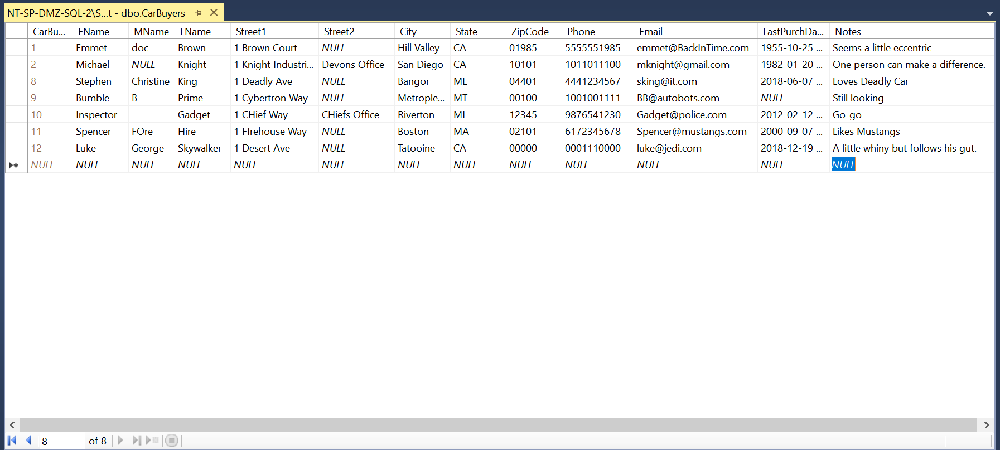 NT-SP-DMZ-SQL-2\S...t - dbo.CarBuyers
CarBu... FName MName LName Street1 Street2 City State ZipCode Phone Email LastPurchDa... Notes
1 Emmet doc Brown 1 Brown Court NULL Hill Valley CA 01985 5555551985 emmet@BackInTime.com 1955-10-25 ... Seems a little eccentric
2 Michael NULL Knight 1 Knight Industri... Devons Office San Diego CA 10101 1011011100 mknight@gmail.com 1982-01-20 ... One person can make a difference.
8 Stephen Christine King 1 Deadly Ave NULL Bangor ME 04401 4441234567 sking@it.com 2018-06-07 ... Loves Deadly Car
9 Bumble B Prime 1 Cybertron Way NULL Metrople... MT 00100 1001001111 BB@autobots.com NULL Still looking
10 Inspector Gadget 1 CHief Way CHiefs Office Riverton MI 12345 9876541230 Gadget@police.com 2012-02-12 ... Go-go
11 Spencer FOre Hire 1 FIrehouse Way NULL Boston MA 02101 6172345678 Spencer@mustangs.com 2000-09-07 ... Likes Mustangs
12 Luke George Skywalker 1 Desert Ave NULL Tatooine CA 00000 0001110000 luke@jedi.com 2018-12-19 ... A little whiny but follows his gut.
NULL NULL NULL NULL NULL NULL NULL NULL NULL NULL NULL NULL NULL
8 of 8